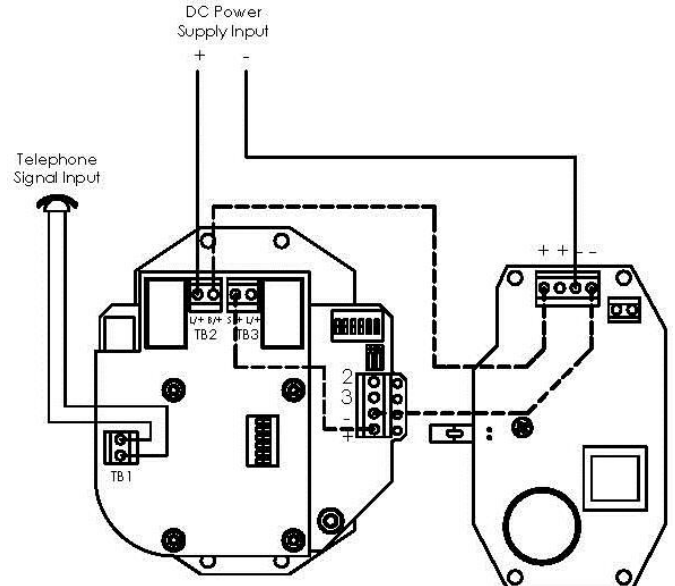 DC Power
Supply Input
+ -
Telephone
Signal Input
+ + - -
L/+ B/+ S/+ L/+
TB2 TB3
2
3
-
+
TB1